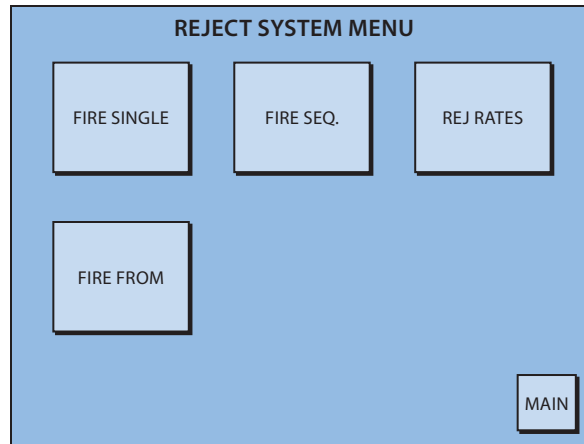 REJECT SYSTEM MENU
FIRE SINGLE
FIRE SEQ.
REJ RATES
FIRE FROM
MAIN